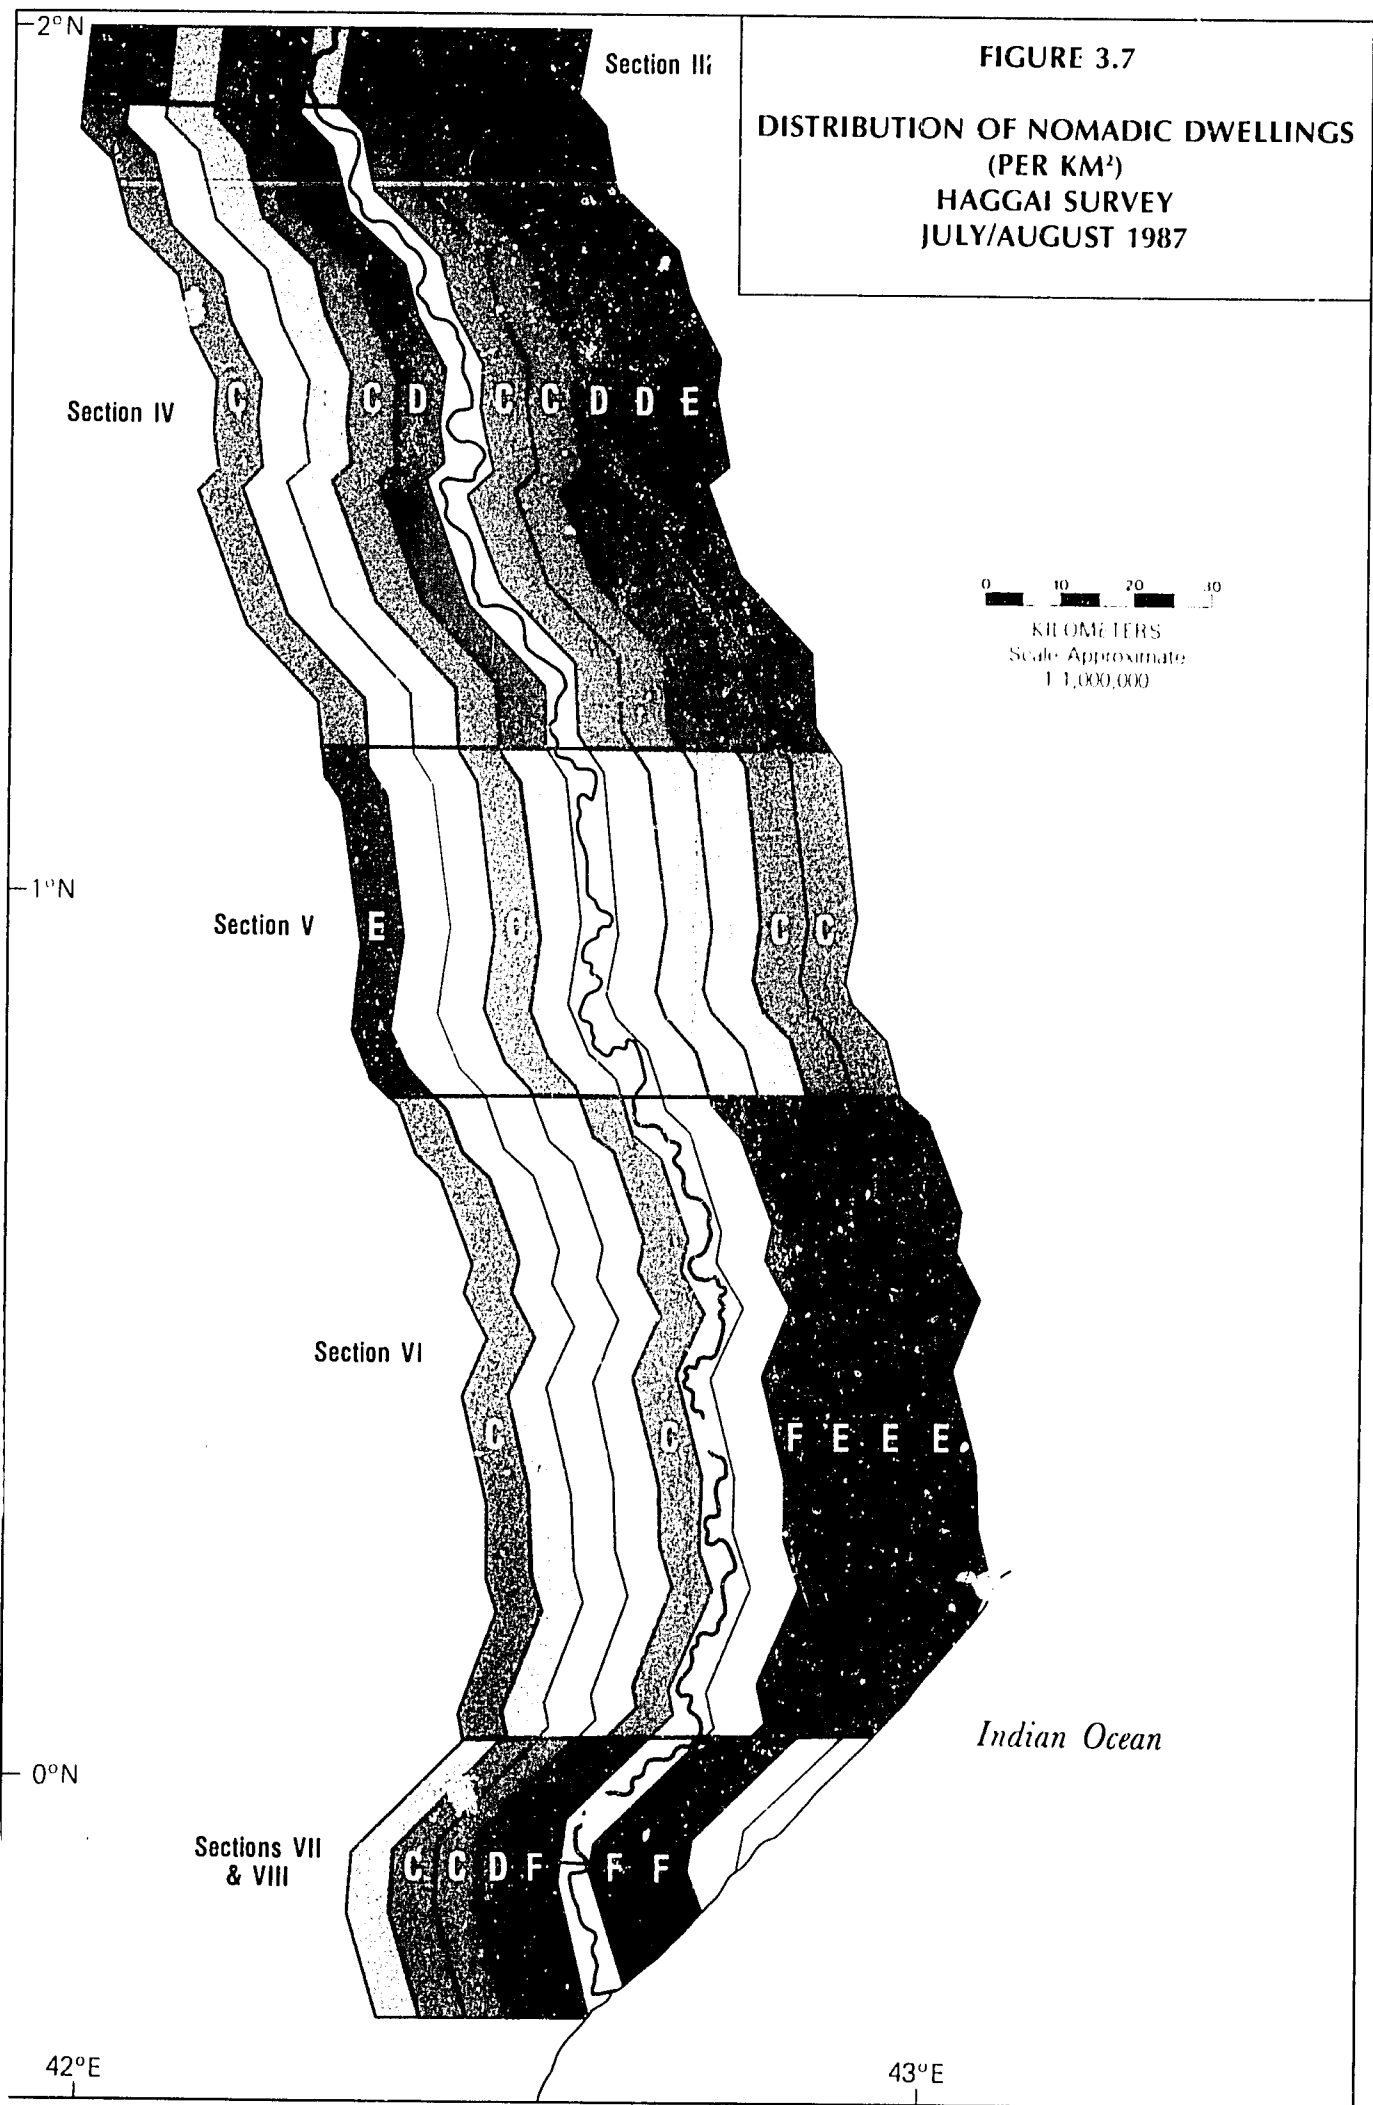 2°N
Section III
FIGURE 3.7
DISTRIBUTION OF NOMADIC DWELLINGS
(PER KM²)
HAGGAI SURVEY
JULY/AUGUST 1987
Section IV
C C D C C D D E
0 10 20 30
KILOMETERS
Scale Approximate
1 1,000,000
1°N
Section V
E C C C
Section VI
C C F E E E
Indian Ocean
0°N
Sections VII
& VIII
C C D F F F
42°E
43°E